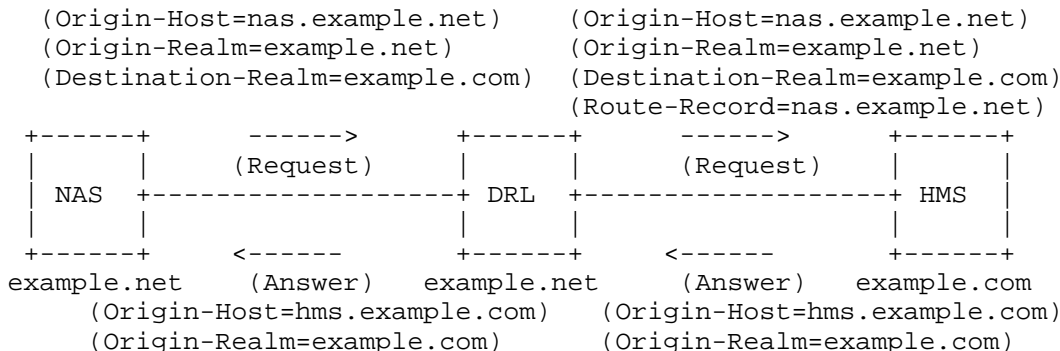 (Origin-Host=nas.example.net) (Origin-Host=nas.example.net)
(Origin-Realm=example.net) (Origin-Realm=example.net)
(Destination-Realm=example.com) (Destination-Realm=example.com)
(Route-Record=nas.example.net)
+------+ ------> +------+ ------> +------+
| | (Request) | | (Request) | |
| NAS +-------------------+ DRL +-------------------+ HMS |
| | | | | |
+------+ <------ +------+ <------ +------+
example.net (Answer) example.net (Answer) example.com
(Origin-Host=hms.example.com) (Origin-Host=hms.example.com)
(Origin-Realm=example.com) (Origin-Realm=example.com)